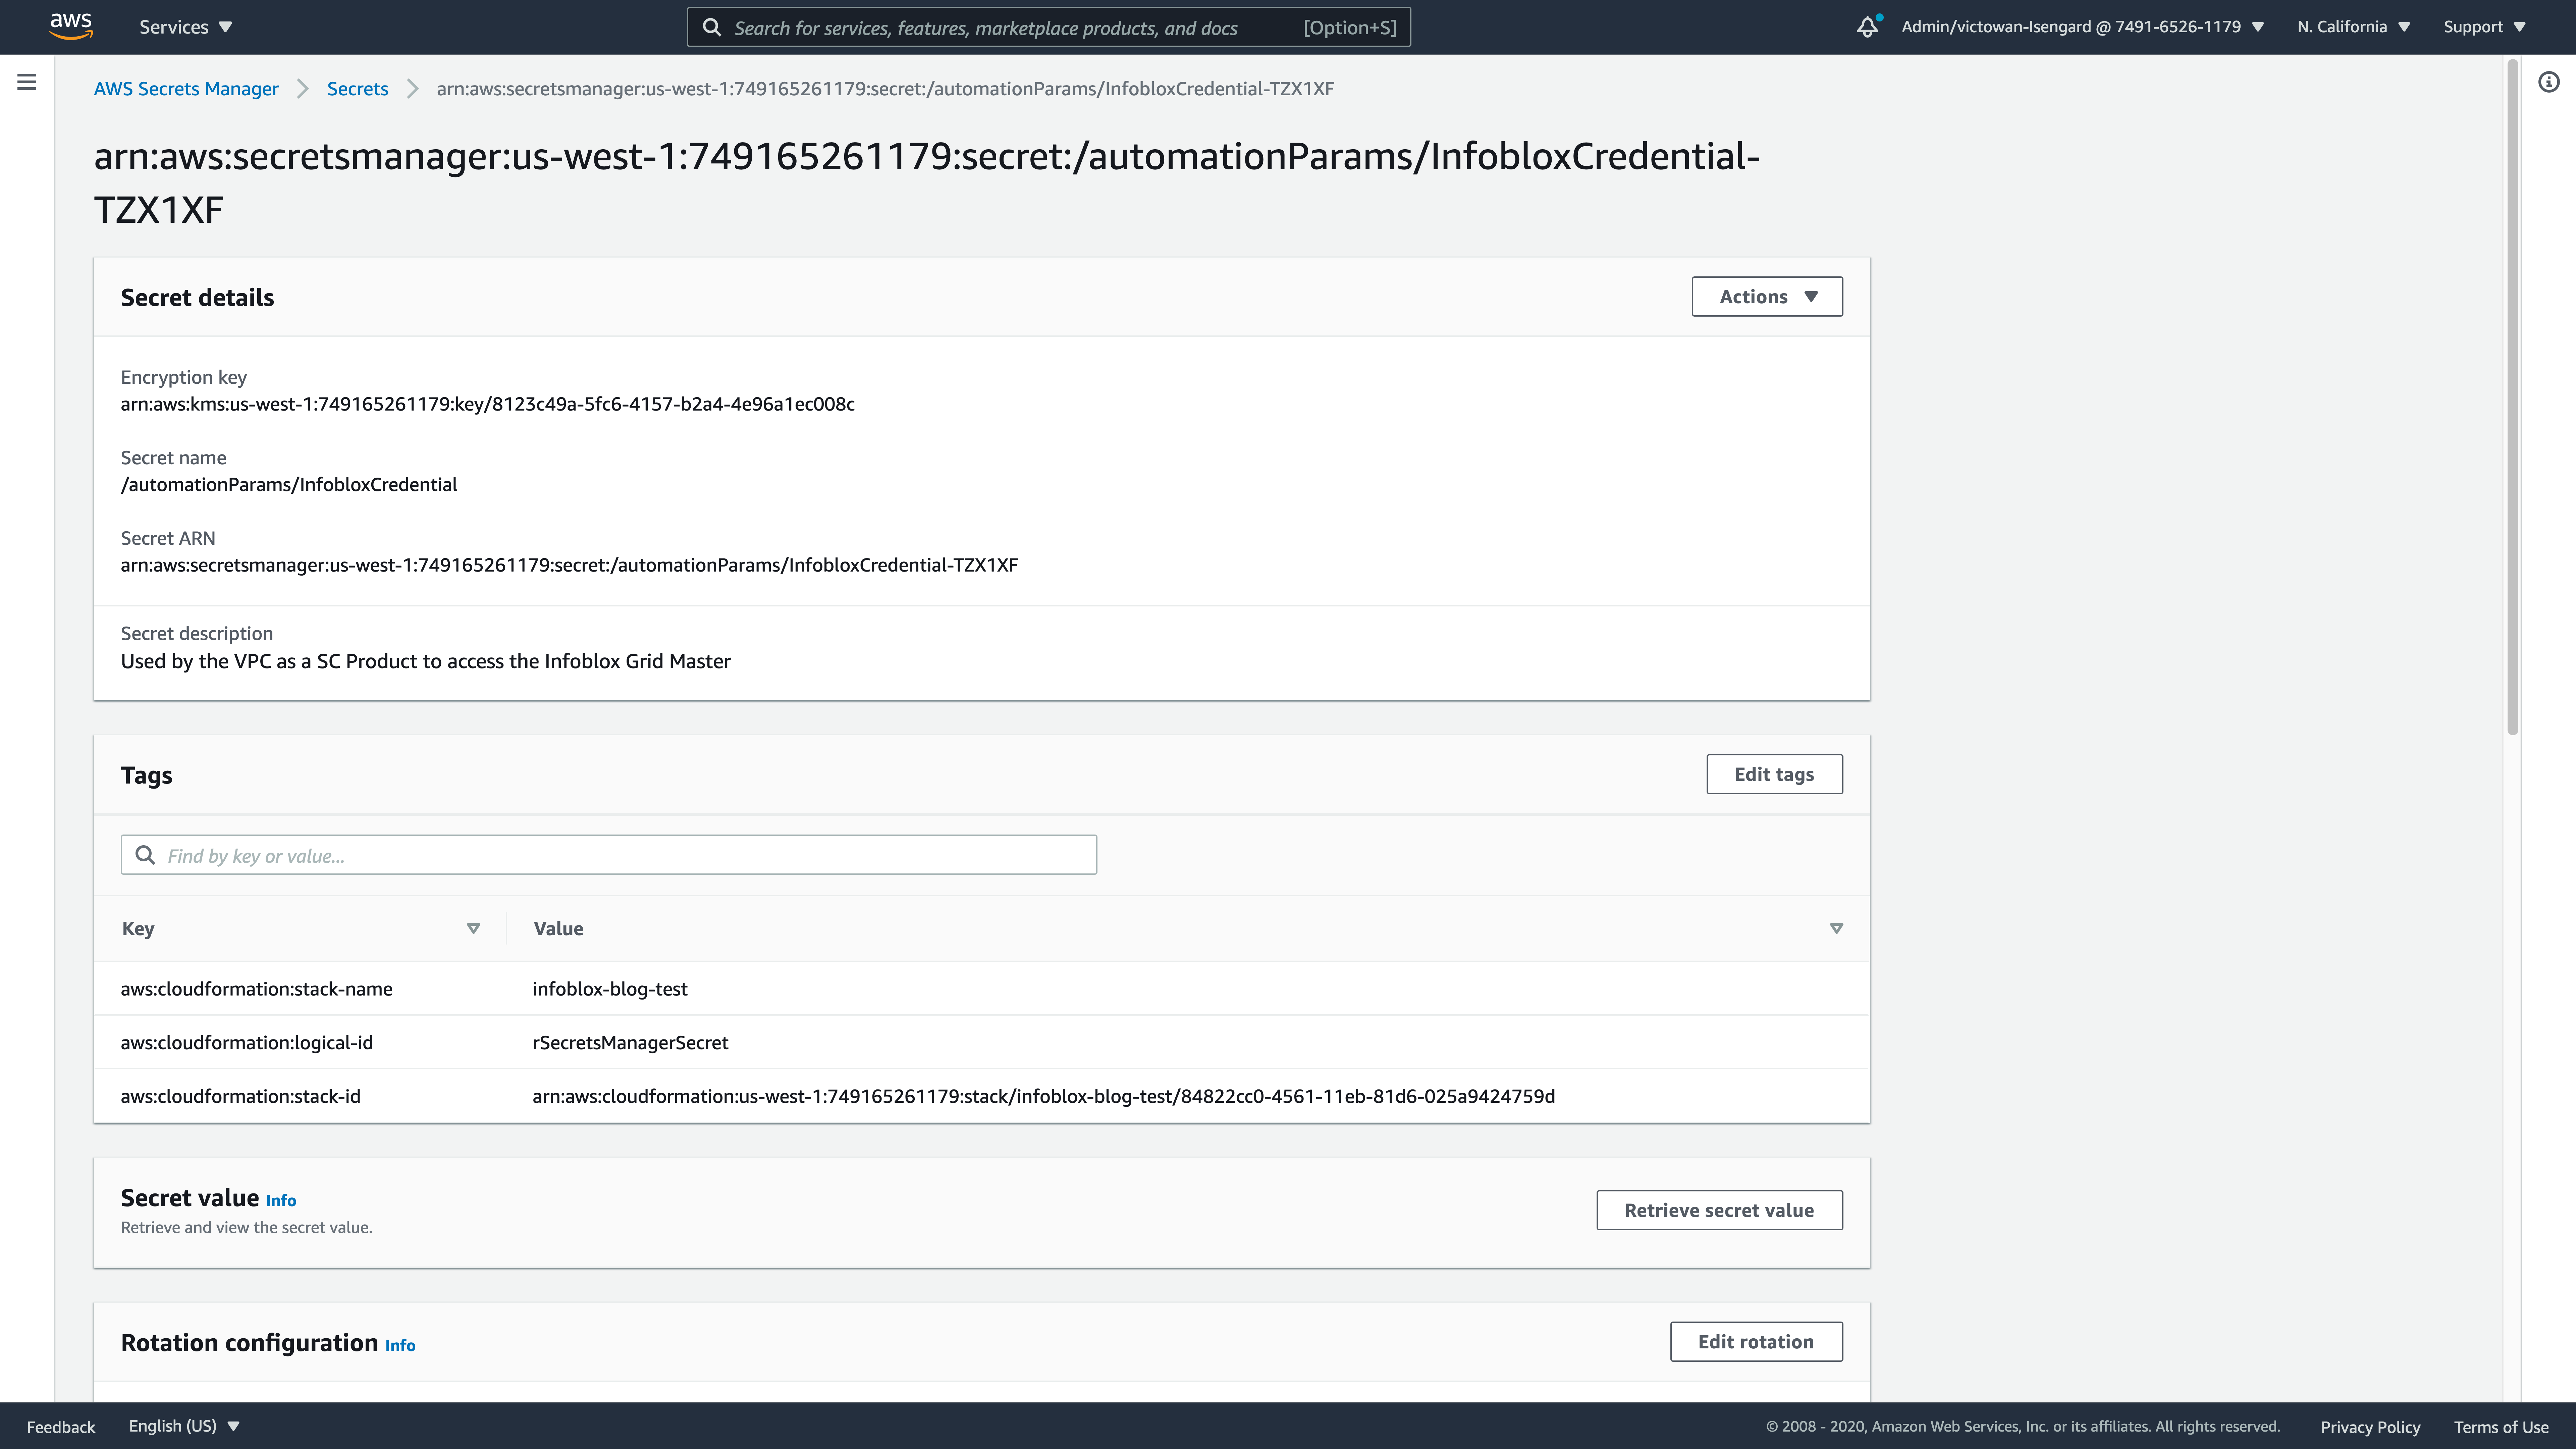 aws
Services
Search for services, features, marketplace products, and docs [Option+S]
Admin/victowan-Isengard @ 7491-6526-1179
N. California
Support
AWS Secrets Manager
Secrets
arn:aws:secretsmanager:us-west-1:749165261179:secret:/automationParams/InfobloxCredential-TZX1XF
arn:aws:secretsmanager:us-west-1:749165261179:secret:/automationParams/InfobloxCredential-
TZX1XF
Secret details
Actions
Encryption key
arn:aws:kms:us-west-1:749165261179:key/8123c49a-5fc6-4157-b2a4-4e96a1ec008c
Secret name
/automationParams/InfobloxCredential
Secret ARN
arn:aws:secretsmanager:us-west-1:749165261179:secret:/automationParams/InfobloxCredential-TZX1XF
Secret description
Used by the VPC as a SC Product to access the Infoblox Grid Master
Tags
Edit tags
Find by key or value...
Key Value
aws:cloudformation:stack-name infoblox-blog-test
aws:cloudformation:logical-id rSecretsManagerSecret
aws:cloudformation:stack-id arn:aws:cloudformation:us-west-1:749165261179:stack/infoblox-blog-test/84822cc0-4561-11eb-81d6-025a9424759d
Secret value Info
Retrieve and view the secret value.
Retrieve secret value
Rotation configuration Info
Edit rotation
Feedback
English (US)
© 2008 - 2020, Amazon Web Services, Inc. or its affiliates. All rights reserved.
Privacy Policy
Terms of Use